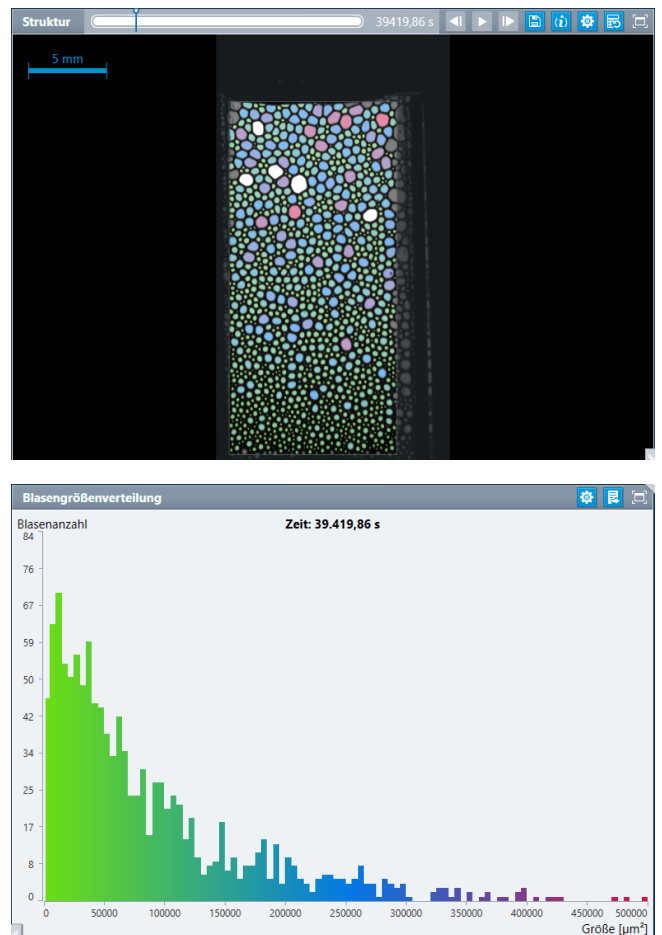 Struktur 39419,86 s
5 mm
Blasengrößenverteilung
Blasenanzahl Zeit: 39.419,86 s
84
76
67
59
50
42
34
25
17
8
0
0 50000 100000 150000 200000 250000 300000 350000 400000 450000 500000
Größe [µm²]